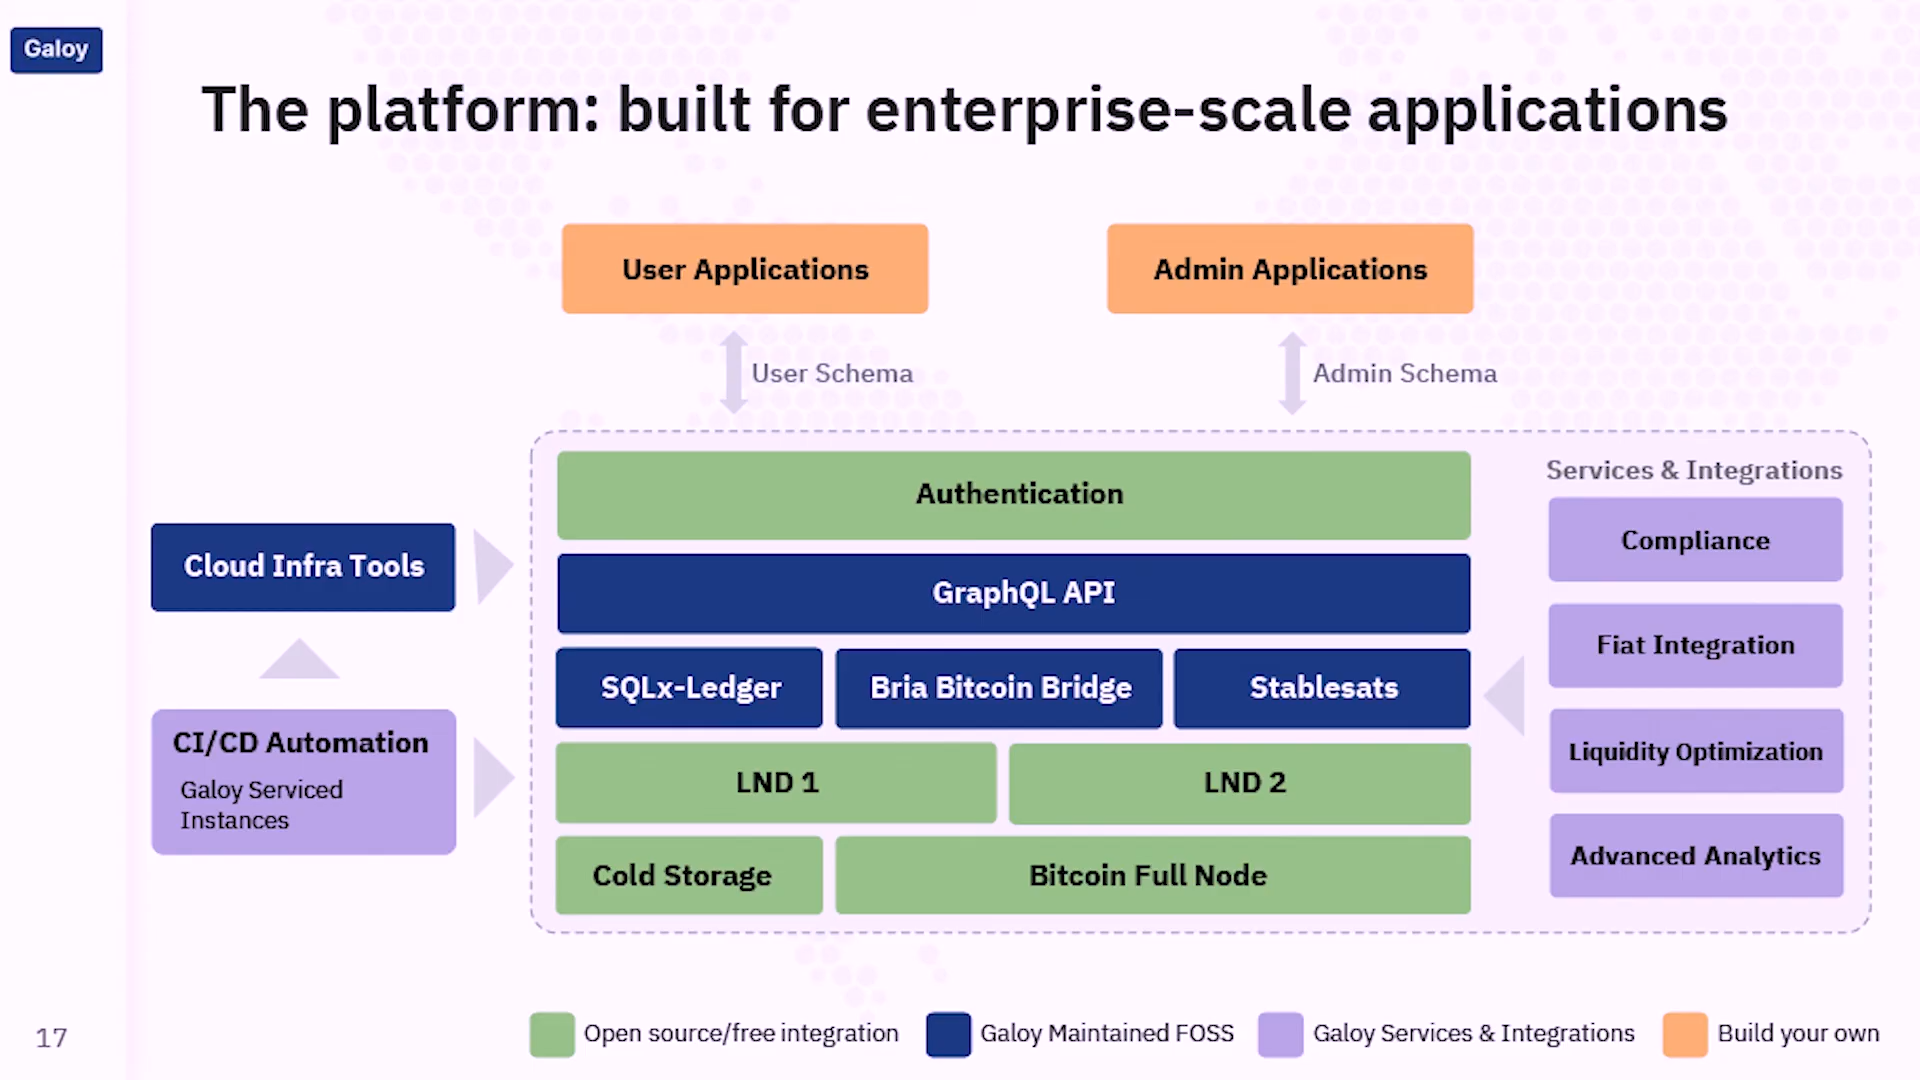 Galoy
The platform: built for enterprise-scale applications
User Applications
Admin Applications
User Schema
Admin Schema
Authentication
GraphQL API
SQLx-Ledger
Bria Bitcoin Bridge
Stablesats
LND 1
LND 2
Cold Storage
Bitcoin Full Node
Cloud Infra Tools
CI/CD Automation
Galoy Serviced
Instances
Services & Integrations
Compliance
Fiat Integration
Liquidity Optimization
Advanced Analytics
17
Open source/free integration
Galoy Maintained FOSS
Galoy Services & Integrations
Build your own